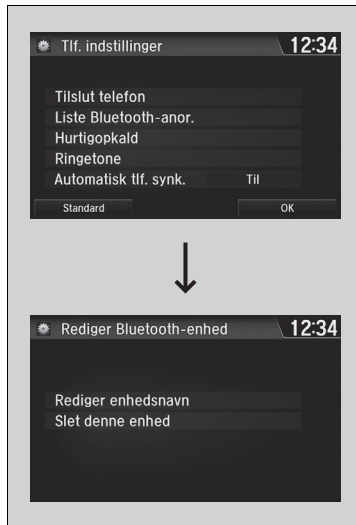 Tlf. indstillinger 12:34
Tilslut telefon
Liste Bluetooth-anor.
Hurtigopkald
Ringetone
Automatisk tlf. synk. Til
Standard OK
Rediger Bluetooth-enhed 12:34
Rediger enhedsnavn
Slet denne enhed